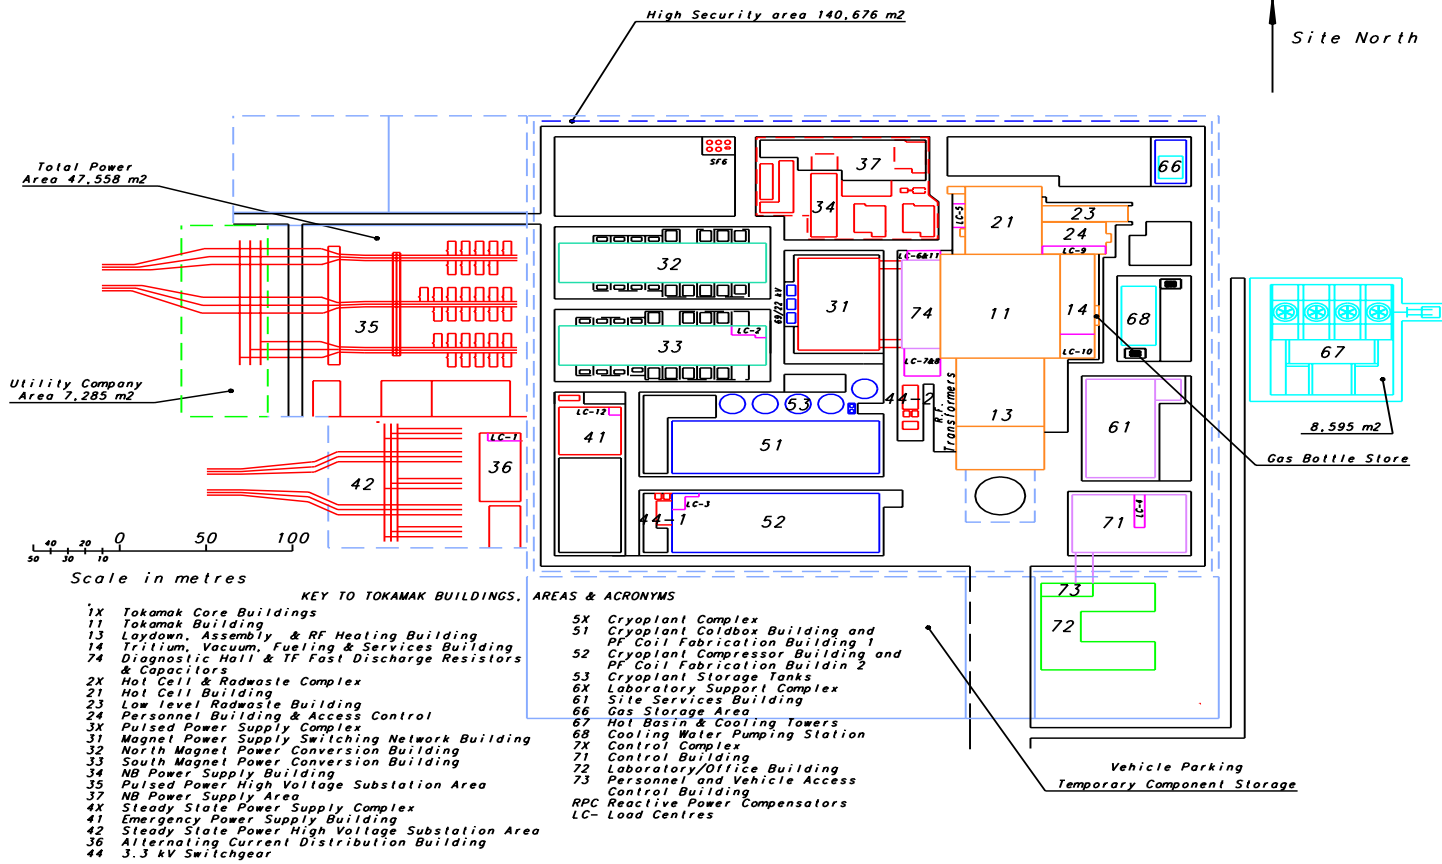 High Security area 140,676 m2
Site North
Total Power
Area 47,558 m2
SF6
37
66
34
LC-5
21
23
24
LC-9
LC-6&11
32
69/22 kV
31
74
11
14
68
35
LC-2
33
LC-7&8
LC-10
67
Utility Company
Area 7,285 m2
53
44-2
R.F.
Transformers
13
8,595 m2
LC-12
41
51
61
LC-1
36
Gas Bottle Store
42
LC-3
44-1
52
71
LC-4
0 50 100
40 20
50 30 10
Scale in metres
73
72
KEY TO TOKAMAK BUILDINGS, AREAS & ACRONYMS
1X Tokamak Core Buildings
11 Tokamak Building
13 Laydown, Assembly & RF Heating Building
14 Tritium, Vacuum, Fueling & Services Building
74 Diagnostic Hall & TF Fast Discharge Resistors
& Capacitors
2X Hot Cell & Radwaste Complex
21 Hot Cell Building
23 Low level Radwaste Building
24 Personnel Building & Access Control
3X Pulsed Power Supply Complex
31 Magnet Power Supply Switching Network Building
32 North Magnet Power Conversion Building
33 South Magnet Power Conversion Building
34 NB Power Supply Building
35 Pulsed Power High Voltage Substation Area
37 NB Power Supply Area
4X Steady State Power Supply Complex
41 Emergency Power Supply Building
42 Steady State Power High Voltage Substation Area
36 Alternating Current Distribution Building
44 3.3 kV Switchgear
5X Cryoplant Complex
51 Cryoplant Coldbox Building and
PF Coil Fabrication Building 1
52 Cryoplant Compressor Building and
PF Coil Fabrication Buildin 2
53 Cryoplant Storage Tanks
6X Laboratory Support Complex
61 Site Services Building
66 Gas Storage Area
67 Hot Basin & Cooling Towers
68 Cooling Water Pumping Station
7X Control Complex
71 Control Building
72 Laboratory/Office Building
73 Personnel and Vehicle Access
Control Building
RPC Reactive Power Compensators
LC- Load Centres
Vehicle Parking
Temporary Component Storage